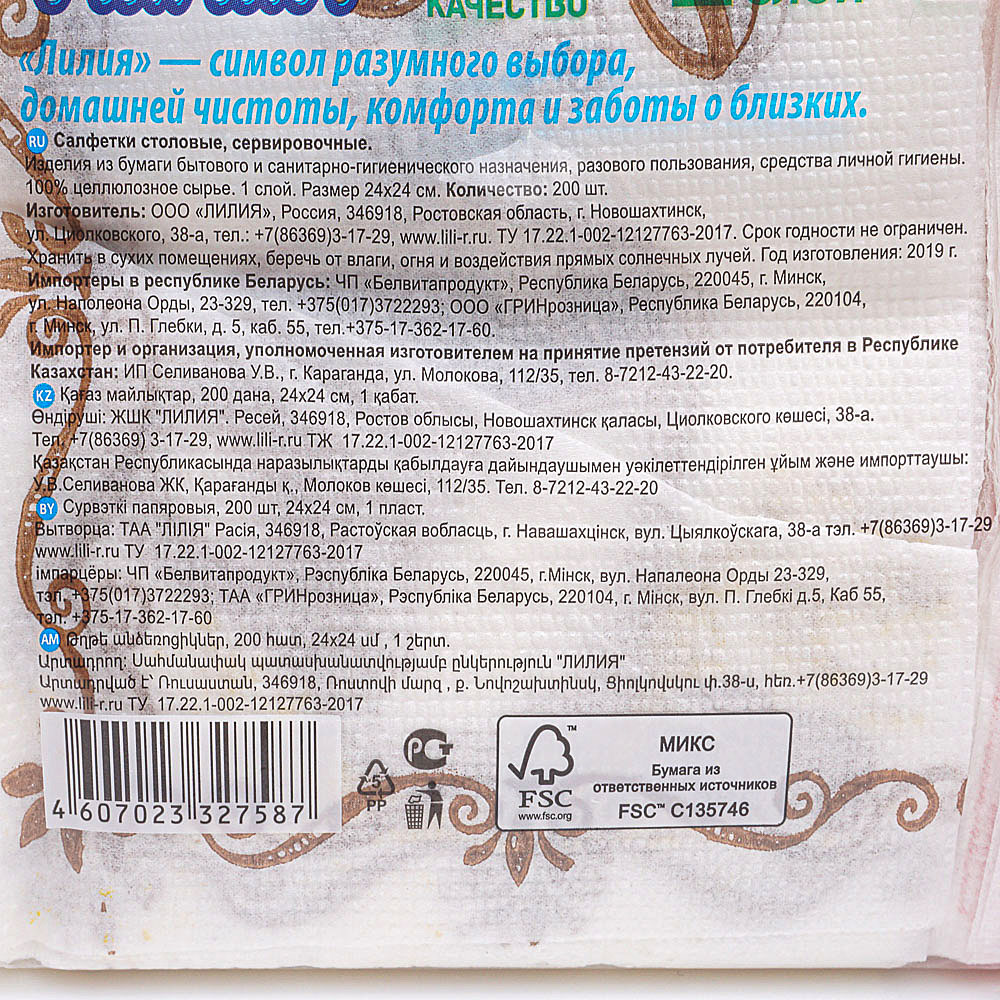 КАЧЕСТВО
«Лилия» — символ разумного выбора,
домашней чистоты, комфорта и заботы о близких.
RU Салфетки столовые, сервировочные.
Изделия из бумаги бытового и санитарно-гигиенического назначения, разового пользования, средства личной гигиены.
100% целлюлозное сырье. 1 слой. Размер 24х24 см. Количество: 200 шт.
Изготовитель: ООО «ЛИЛИЯ», Россия, 346918, Ростовская область, г. Новошахтинск,
ул. Циолковского, 38-а, тел.: +7(86369)3-17-29, www.lili-r.ru. ТУ 17.22.1-002-12127763-2017. Срок годности не ограничен.
Хранить в сухих помещениях, беречь от влаги, огня и воздействия прямых солнечных лучей. Год изготовления: 2019 г.
Импортеры в республике Беларусь: ЧП «Белвитапродукт», Республика Беларусь, 220045, г. Минск,
ул. Наполеона Орды, 23-329, тел. +375(017)3722293; ООО «ГРИНрозница», Республика Беларусь, 220104,
г. Минск, ул. П. Глебки, д. 5, каб. 55, тел.+375-17-362-17-60.
Импортер и организация, уполномоченная изготовителем на принятие претензий от потребителя в Республике
Казахстан: ИП Селиванова У.В., г. Караганда, ул. Молокова, 112/35, тел. 8-7212-43-22-20.
KZ Қағаз майлықтар, 200 дана, 24х24 см, 1 қабат.
Өндіруші: ЖШК "ЛИЛИЯ". Ресей, 346918, Ростов облысы, Новошахтинск қаласы, Циолковского көшесі, 38-а.
Тел. +7(86369) 3-17-29, www.lili-r.ru ТЖ 17.22.1-002-12127763-2017
Қазақстан Республикасында наразылықтарды қабылдауға дайындаушымен уәкілеттендірілген ұйым және импорттаушы:
У.В.Селиванова ЖК, Қарағанды қ., Молоков көшесі, 112/35. Тел. 8-7212-43-22-20
BY Сурвэткі папяровыя, 200 шт, 24х24 см, 1 пласт.
Вытворца: ТАА "ЛІЛІЯ" Расія, 346918, Растоўская вобласць, г. Навашахцінск, вул. Цыялкоўскага, 38-а тэл. +7(86369)3-17-29
www.lili-r.ru ТУ 17.22.1-002-12127763-2017
імпарцёры: ЧП «Белвитапродукт», Рэспубліка Беларусь, 220045, г.Мінск, вул. Напалеона Орды 23-329,
тэл. +375(017)3722293; ТАА «ГРИНрозница», Рэспубліка Беларусь, 220104, г. Мінск, вул. П. Глебкі д.5, Каб 55,
тэл. +375-17-362-17-60
AM Թղթե անձեռոցիկներ, 200 հատ, 24x24 սմ , 1 շերտ.
Արտադրող: Սահմանափակ պատասխանատվությամբ ընկերություն "ЛИЛИЯ"
Արտադրված է՝ Ռուսաստան, 346918, Ռոստովի մարզ , ք. Նովոշախտինսկ, Ցիոլկովսկու փ.38-ա, հեռ.+7(86369)3-17-29
www.lili-r.ru ТУ 17.22.1-002-12127763-2017
4 607023 327587
5
PP
РСТ
FSC™
www.fsc.org
МИКС
Бумага из
ответственных источников
FSC™ C135746